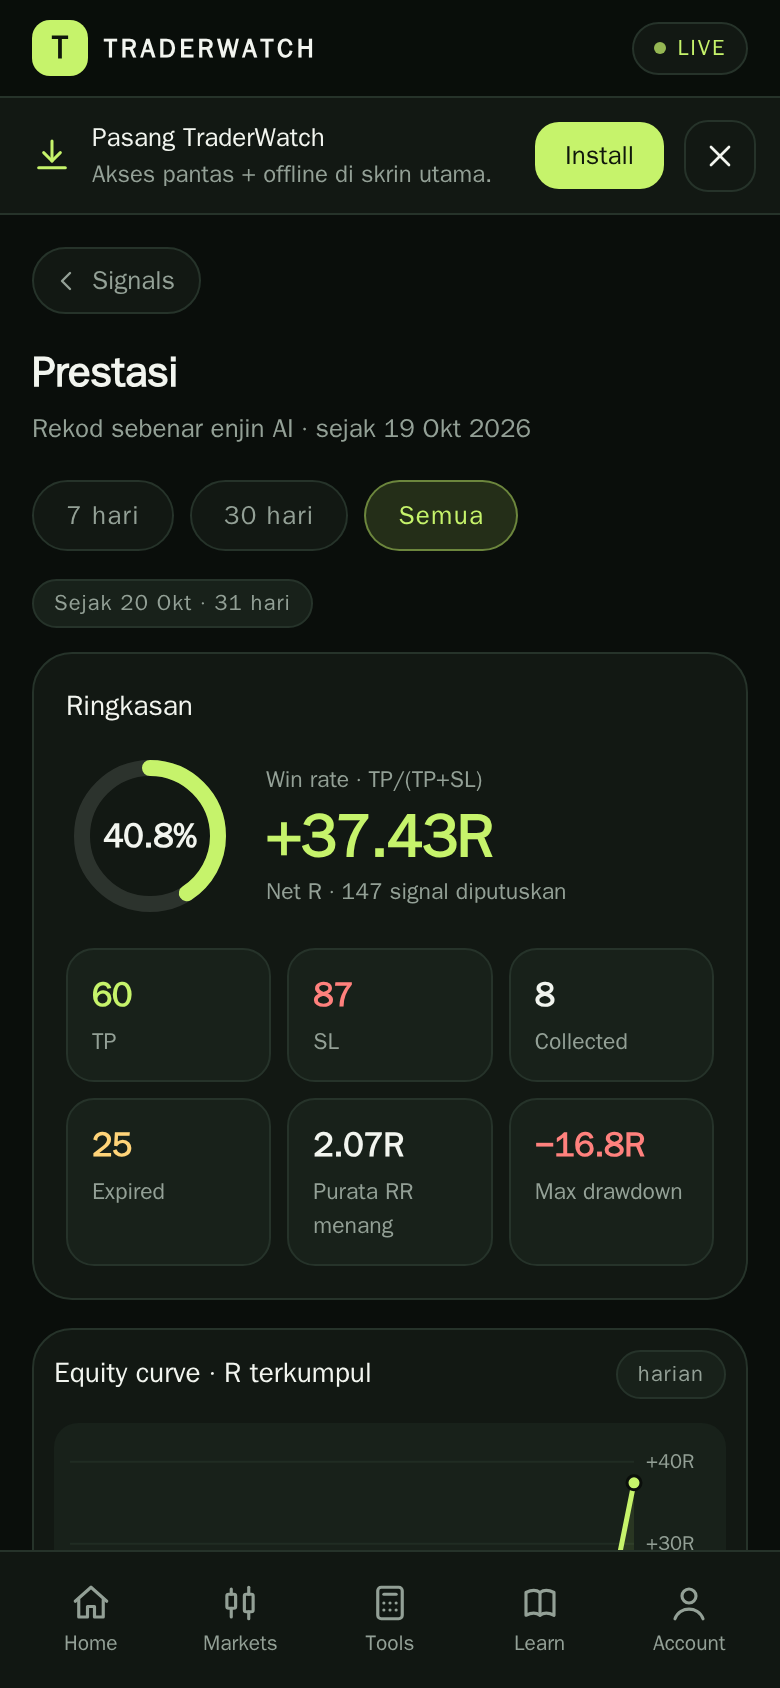 T TRADERWATCH
LIVE
Pasang TraderWatch
Akses pantas + offline di skrin utama.
Install
Signals
Prestasi
Rekod sebenar enjin AI · sejak 19 Okt 2026
7 hari
30 hari
Semua
Sejak 20 Okt · 31 hari
Ringkasan
40.8%
Win rate · TP/(TP+SL)
+37.43R
Net R · 147 signal diputuskan
60
TP
87
SL
8
Collected
25
Expired
2.07R
Purata RR
menang
−16.8R
Max drawdown
Equity curve · R terkumpul
harian
+40R
+30R
Home
Markets
Tools
Learn
Account